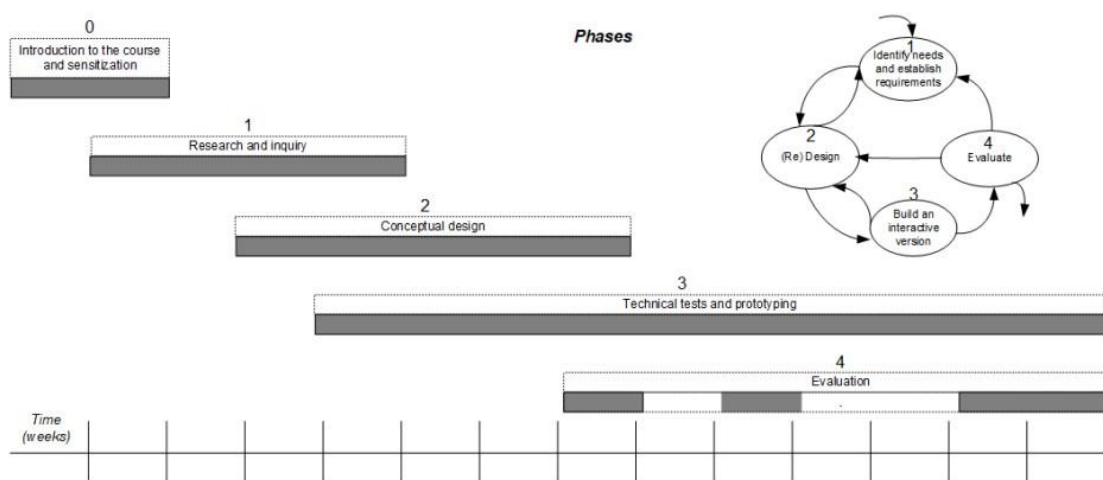 0
Introduction to the course
and sensitization
1
Research and inquiry
2
Conceptual design
3
Technical tests and prototyping
4
Evaluation
Time
(weeks)
Phases
1
Identify needs
and establish
requirements
2
(Re) Design
4
Evaluate
3
Build an
interactive
version